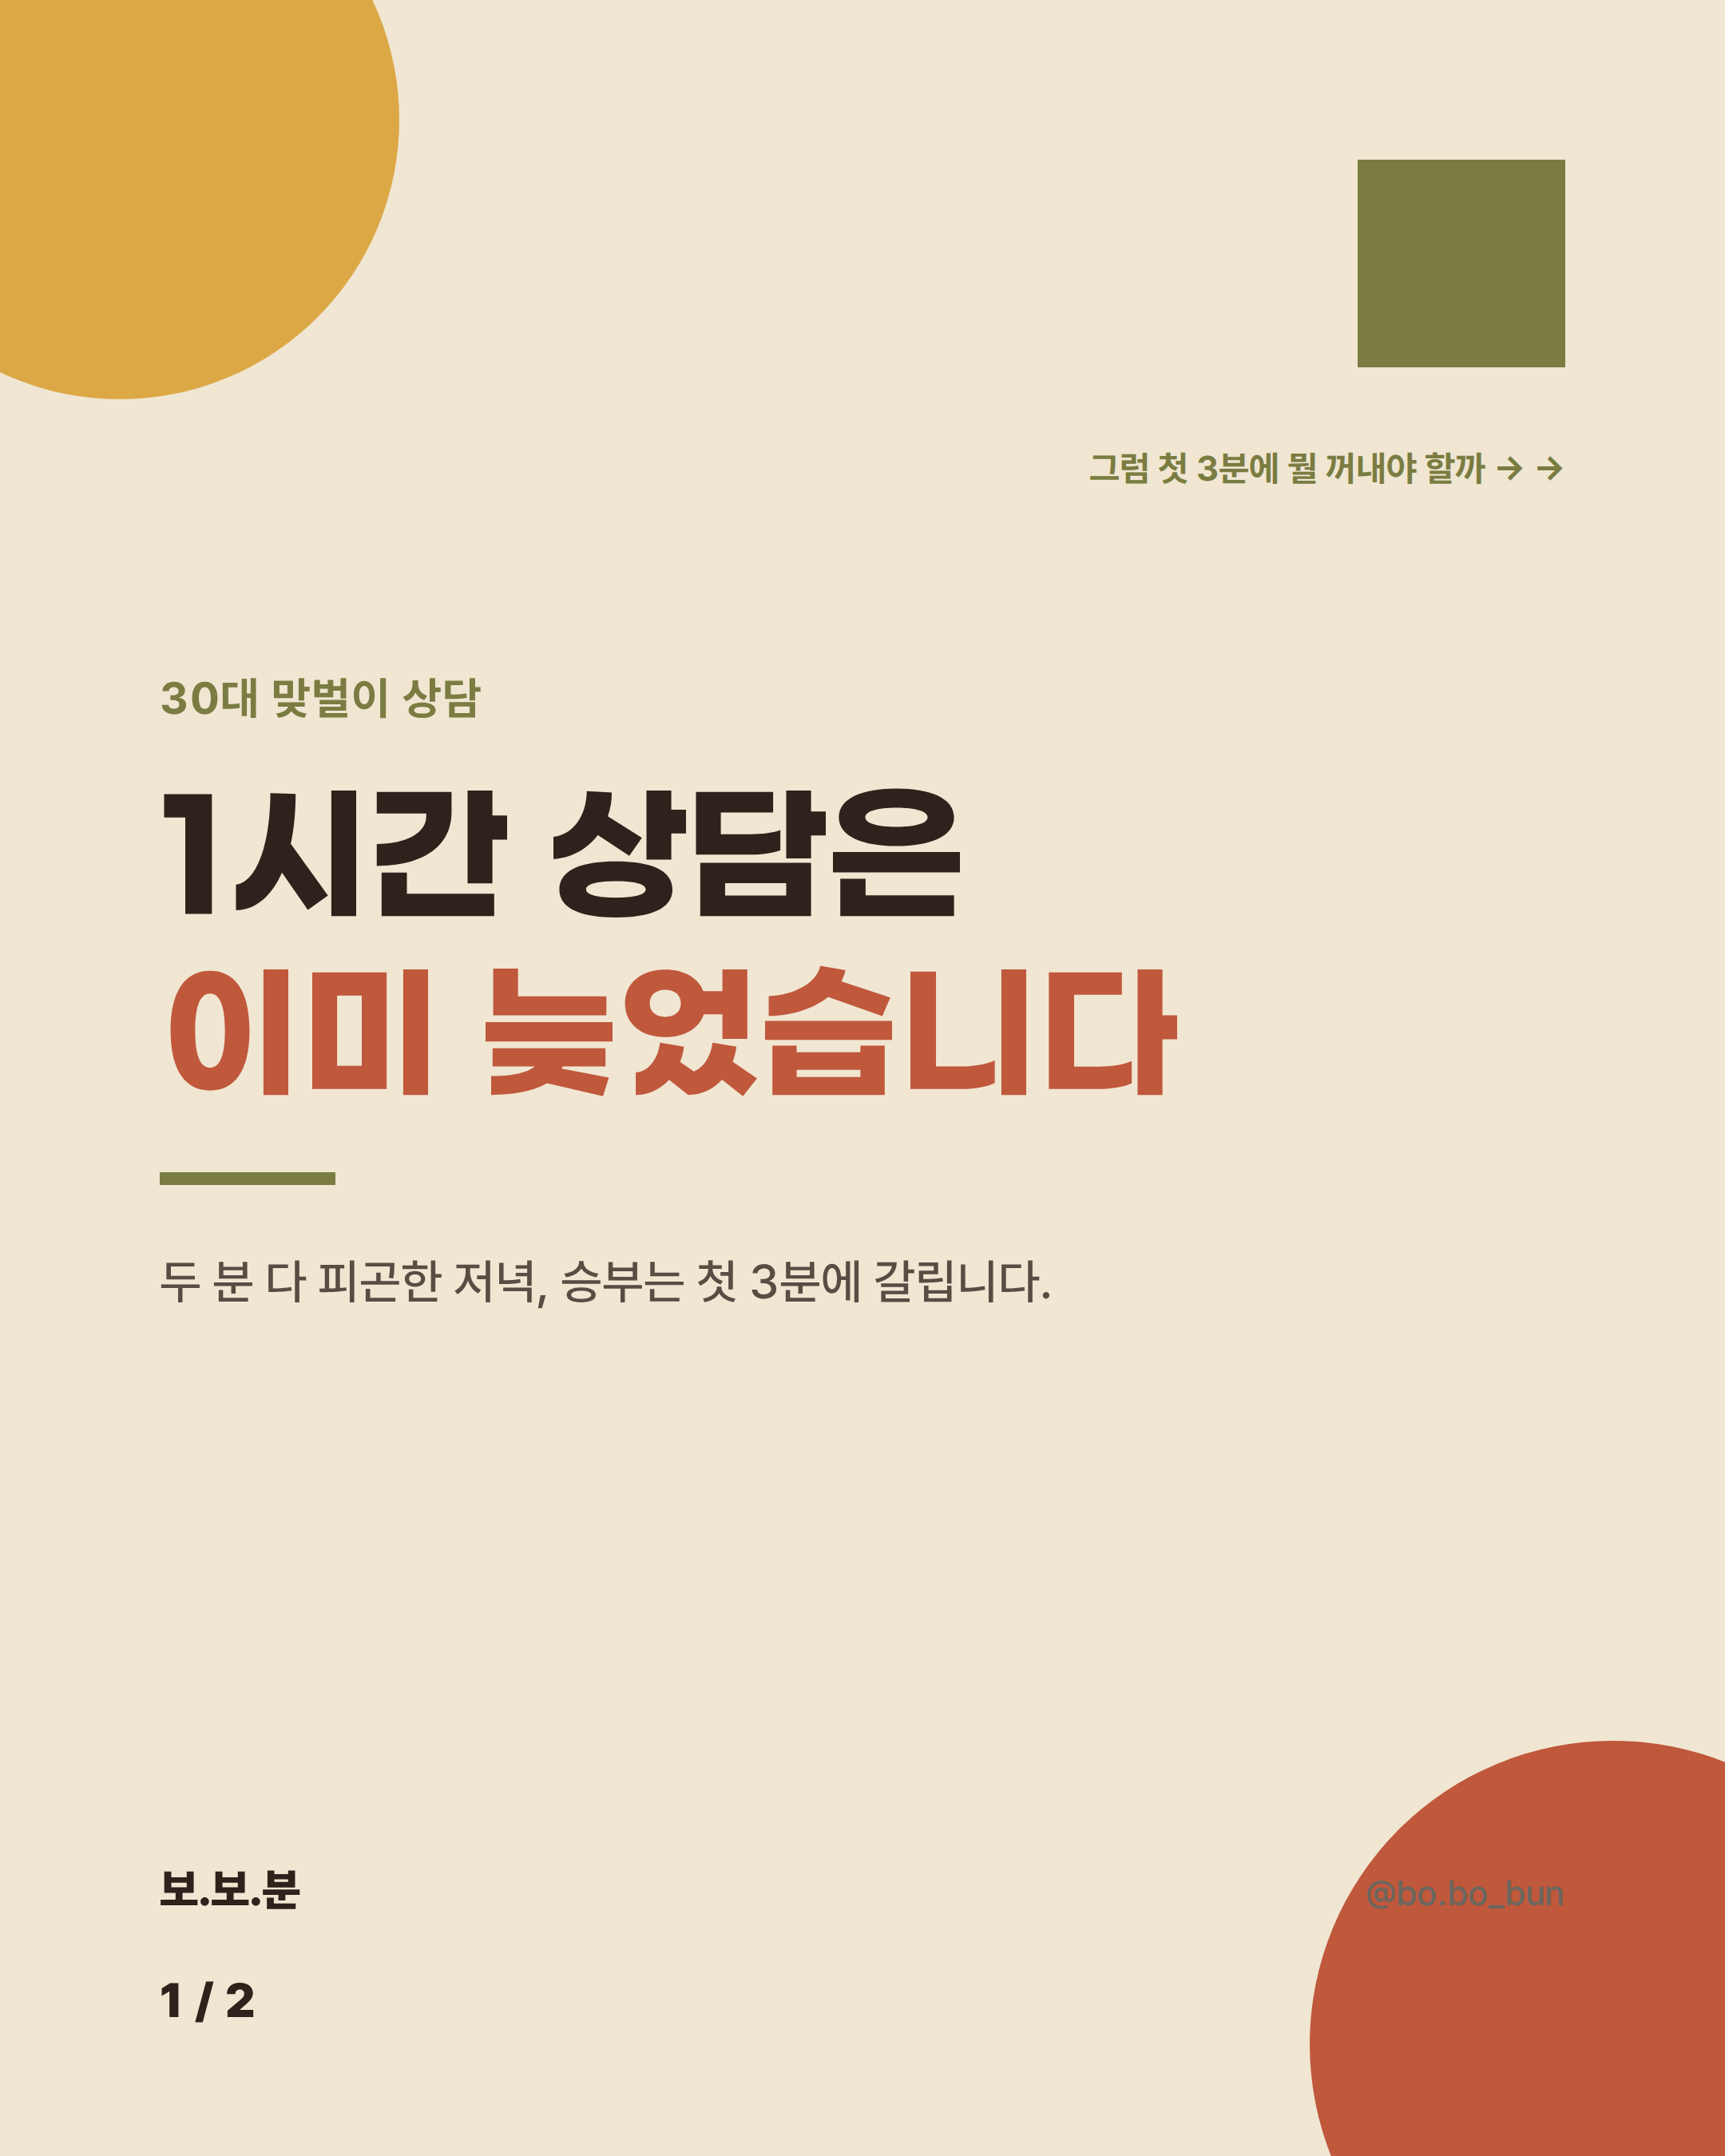 그럼 첫 3분에 뭘 꺼내야 할까 → →
30대 맞벌이 상담
1시간 상담은
이미 늦었습니다
두 분 다 피곤한 저녁, 승부는 첫 3분에 갈립니다.
보.보.분
@bo.bo_bun
1 / 2